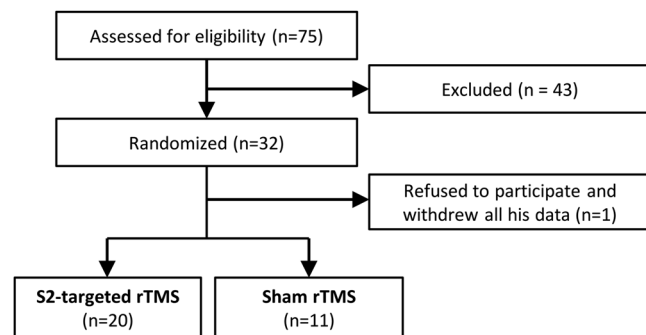 Assessed for eligibility (n=75)
Excluded (n = 43)
Randomized (n=32)
Refused to participate and
withdrew all his data (n=1)
S2-targeted rTMS
(n=20)
Sham rTMS
(n=11)